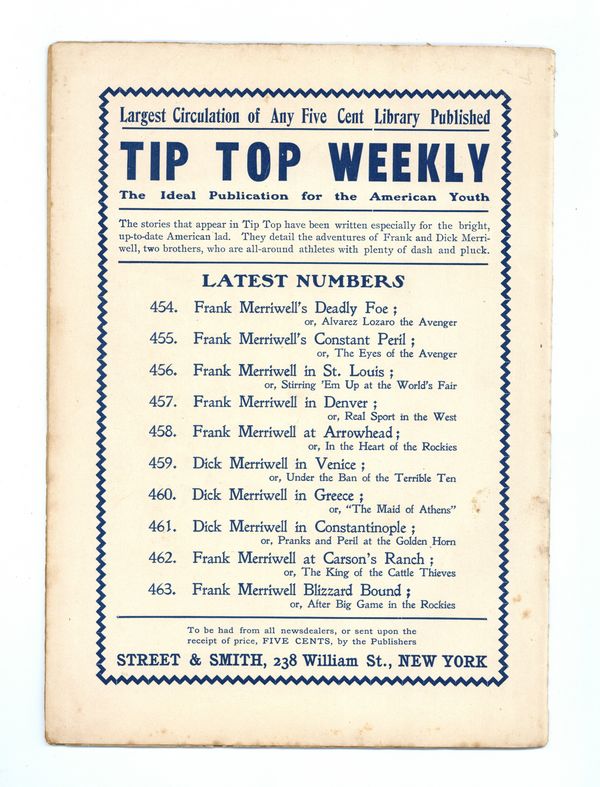 Largest Circulation of Any Five Cent Library Published
TIP TOP WEEKLY
The Ideal Publication for the American Youth
The stories that appear in Tip Top have been written especially for the bright,
up-to-date American lad. They detail the adventures of Frank and Dick Merri-
well, two brothers, who are all-around athletes with plenty of dash and pluck.
LATEST NUMBERS
454. Frank Merriwell's Deadly Foe ;
or, Alvarez Lozaro the Avenger
455. Frank Merriwell's Constant Peril ;
or, The Eyes of the Avenger
456. Frank Merriwell in St. Louis ;
or, Stirring 'Em Up at the World's Fair
457. Frank Merriwell in Denver ;
or, Real Sport in the West
458. Frank Merriwell at Arrowhead ;
or, In the Heart of the Rockies
459. Dick Merriwell in Venice ;
or, Under the Ban of the Terrible Ten
460. Dick Merriwell in Greece ;
or, "The Maid of Athens"
461. Dick Merriwell in Constantinople ;
or, Pranks and Peril at the Golden Horn
462. Frank Merriwell at Carson's Ranch ;
or, The King of the Cattle Thieves
463. Frank Merriwell Blizzard Bound ;
or, After Big Game in the Rockies
To be had from all newsdealers, or sent upon the
receipt of price, FIVE CENTS, by the Publishers
STREET & SMITH, 238 William St., NEW YORK